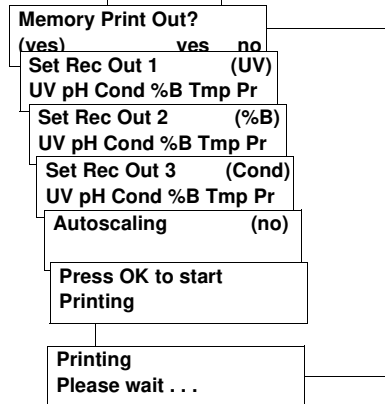 Memory Print Out?
(yes) yes no
Set Rec Out 1 (UV)
UV pH Cond %B Tmp Pr
Set Rec Out 2 (%B)
UV pH Cond %B Tmp Pr
Set Rec Out 3 (Cond)
UV pH Cond %B Tmp Pr
Autoscaling (no)
Press OK to start
Printing
Printing
Please wait . . .